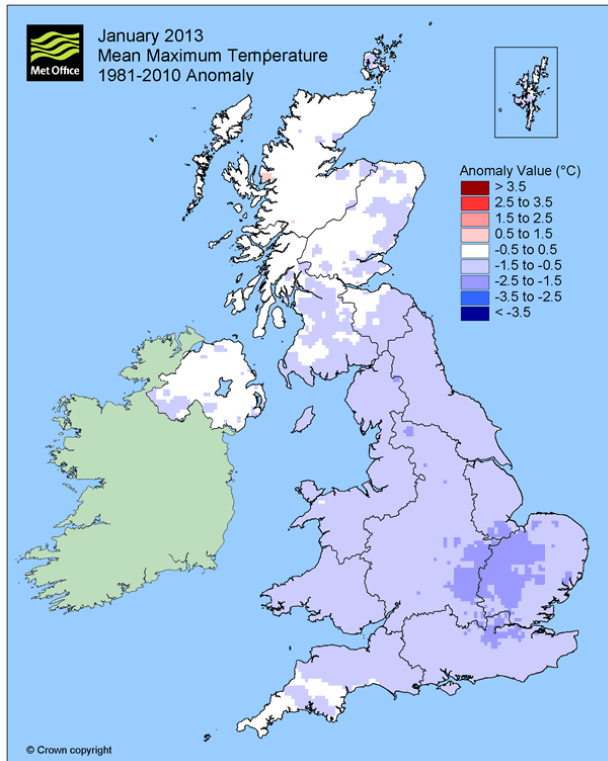 Met Office
January 2013
Mean Maximum Temperature
1981-2010 Anomaly
Anomaly Value (°C)
> 3.5
2.5 to 3.5
1.5 to 2.5
0.5 to 1.5
-0.5 to 0.5
-1.5 to -0.5
-2.5 to -1.5
-3.5 to -2.5
< -3.5
© Crown copyright